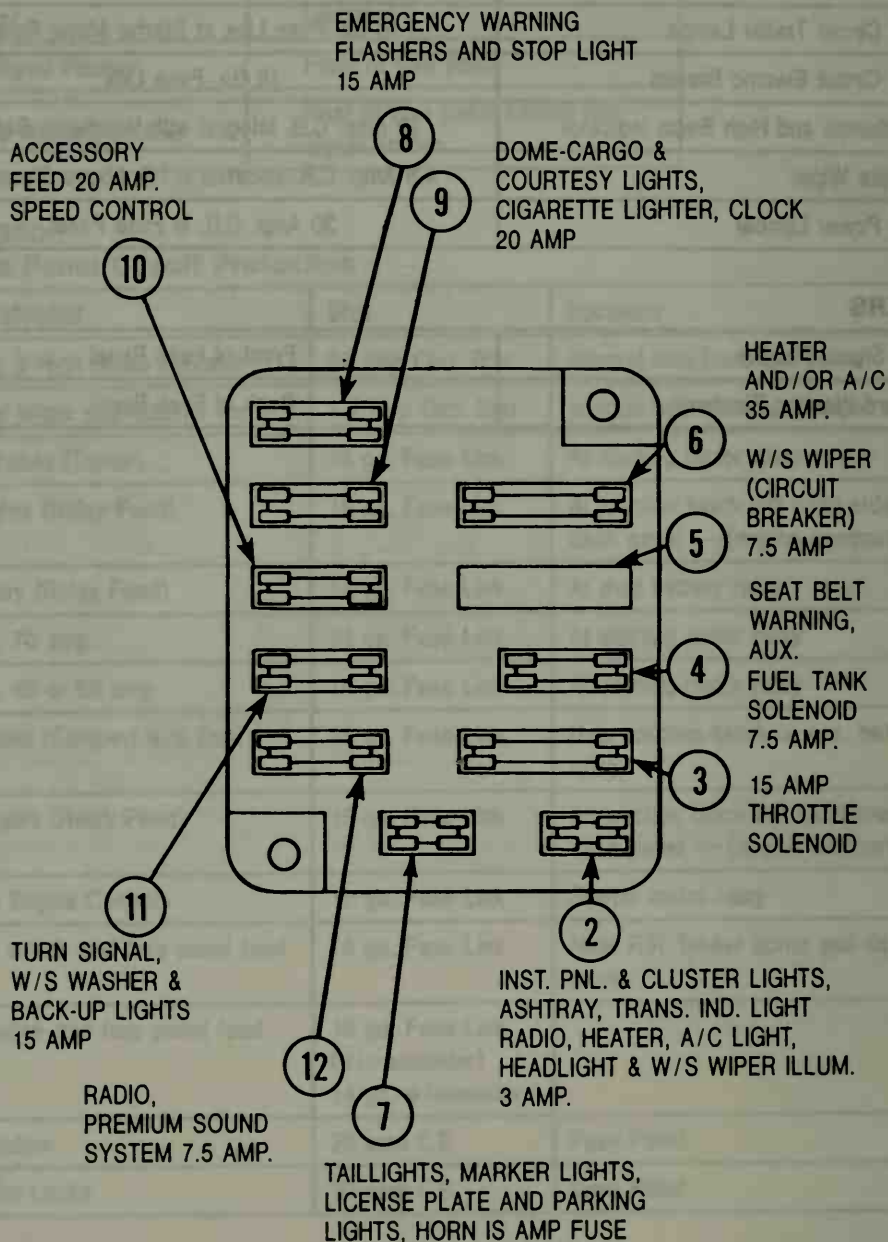 EMERGENCY WARNING
FLASHERS AND STOP LIGHT
15 AMP
8
ACCESSORY
FEED 20 AMP.
SPEED CONTROL
10
9
DOME-CARGO &
COURTESY LIGHTS,
CIGARETTE LIGHTER, CLOCK
20 AMP
HEATER
AND/OR A/C
35 AMP.
6
W/S WIPER
(CIRCUIT
BREAKER)
7.5 AMP
5
SEAT BELT
WARNING,
AUX.
FUEL TANK
SOLENOID
7.5 AMP.
4
3
15 AMP
THROTTLE
SOLENOID
11
TURN SIGNAL,
W/S WASHER &
BACK-UP LIGHTS
15 AMP
2
INST. PNL. & CLUSTER LIGHTS,
ASHTRAY, TRANS. IND. LIGHT
RADIO, HEATER, A/C LIGHT,
HEADLIGHT & W/S WIPER ILLUM.
3 AMP.
12
RADIO,
PREMIUM SOUND
SYSTEM 7.5 AMP.
7
TAILLIGHTS, MARKER LIGHTS,
LICENSE PLATE AND PARKING
LIGHTS, HORN IS AMP FUSE